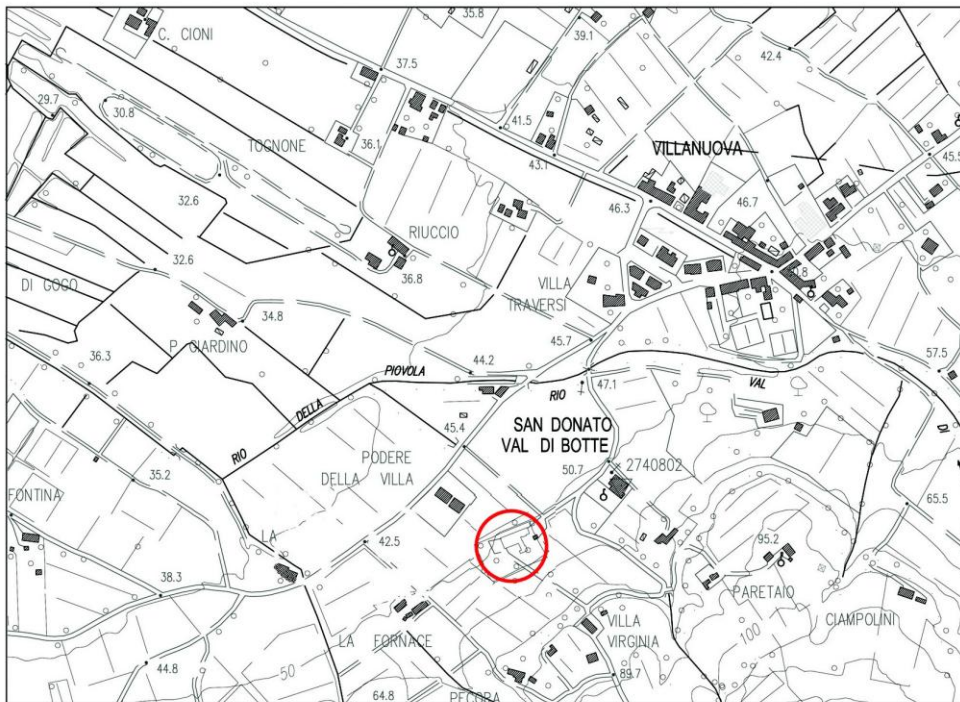 C. CIONI
35.8
39.1
42.4
37.5
29.7
30.8
41.5
TOGNONE
36.1
43.1
VILLANUOVA
45.5
32.6
46.3
46.7
RIUCCIO
32.6
36.8
VILLA
TRAVERSI
DI GOGO
34.8
P. GIARDINO
45.7
36.3
44.2
PIOVOLA
57.5
47.1
RIO
VAL
DELLA
SAN DONATO
VAL DI BOTTE
DI
RIO
45.4
PODERE
DELLA VILLA
50.7
2740802
35.2
FONTINA
65.5
LA
42.5
95.2
38.3
PARETAIO
CIAMPOLINI
VILLA
VIRGINIA
100
LA FORNACE
44.8
50
89.7
64.8
PECORA